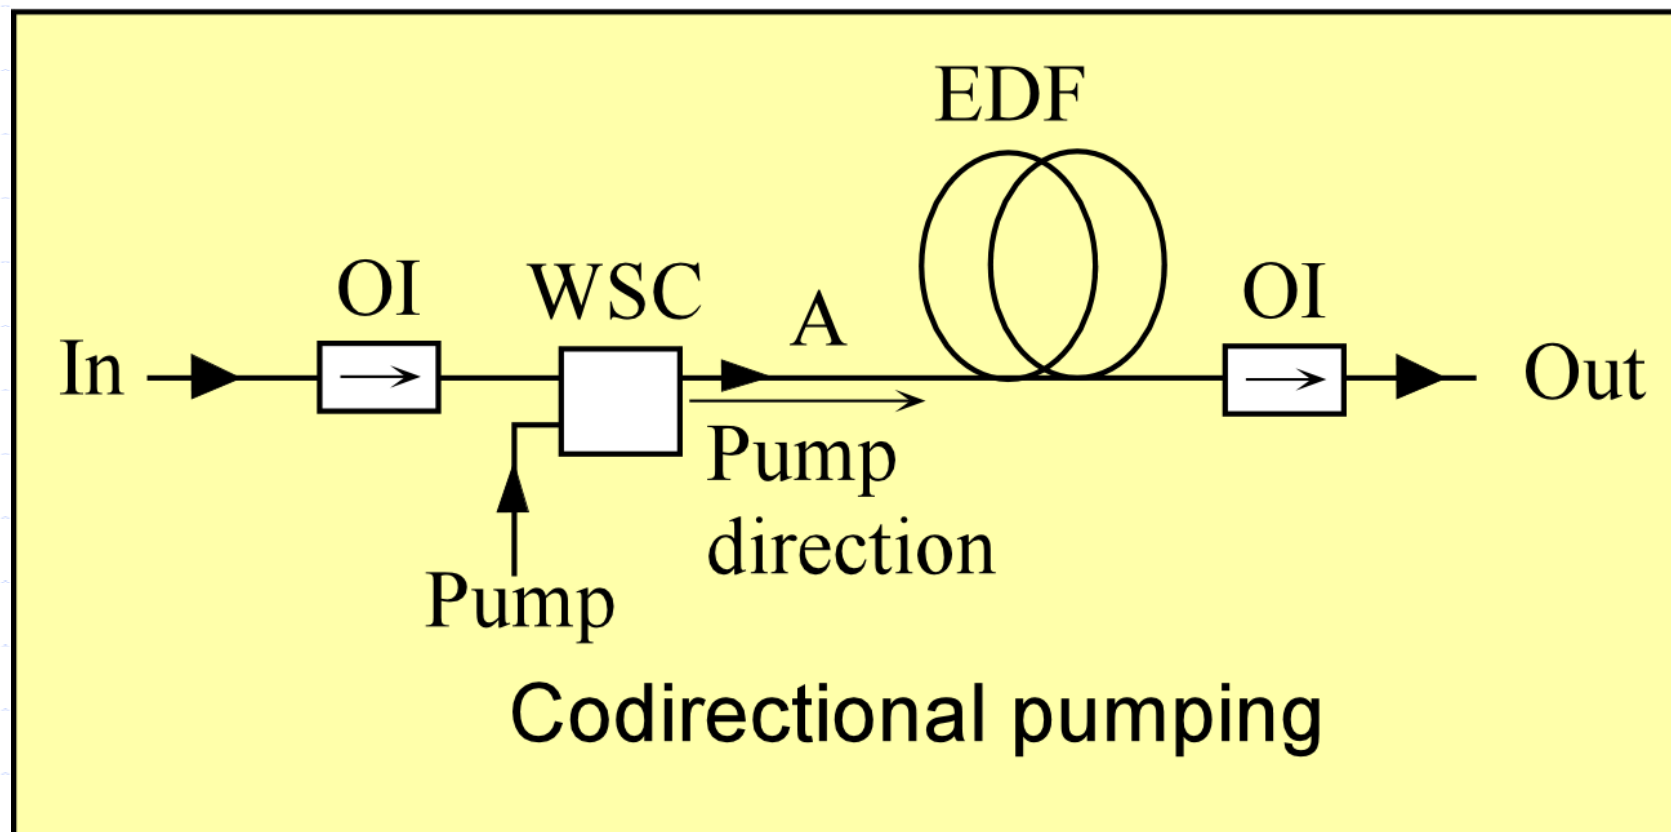 EDF
OI
WSC
A
OI
In
Out
Pump
direction
Pump
Codirectional pumping